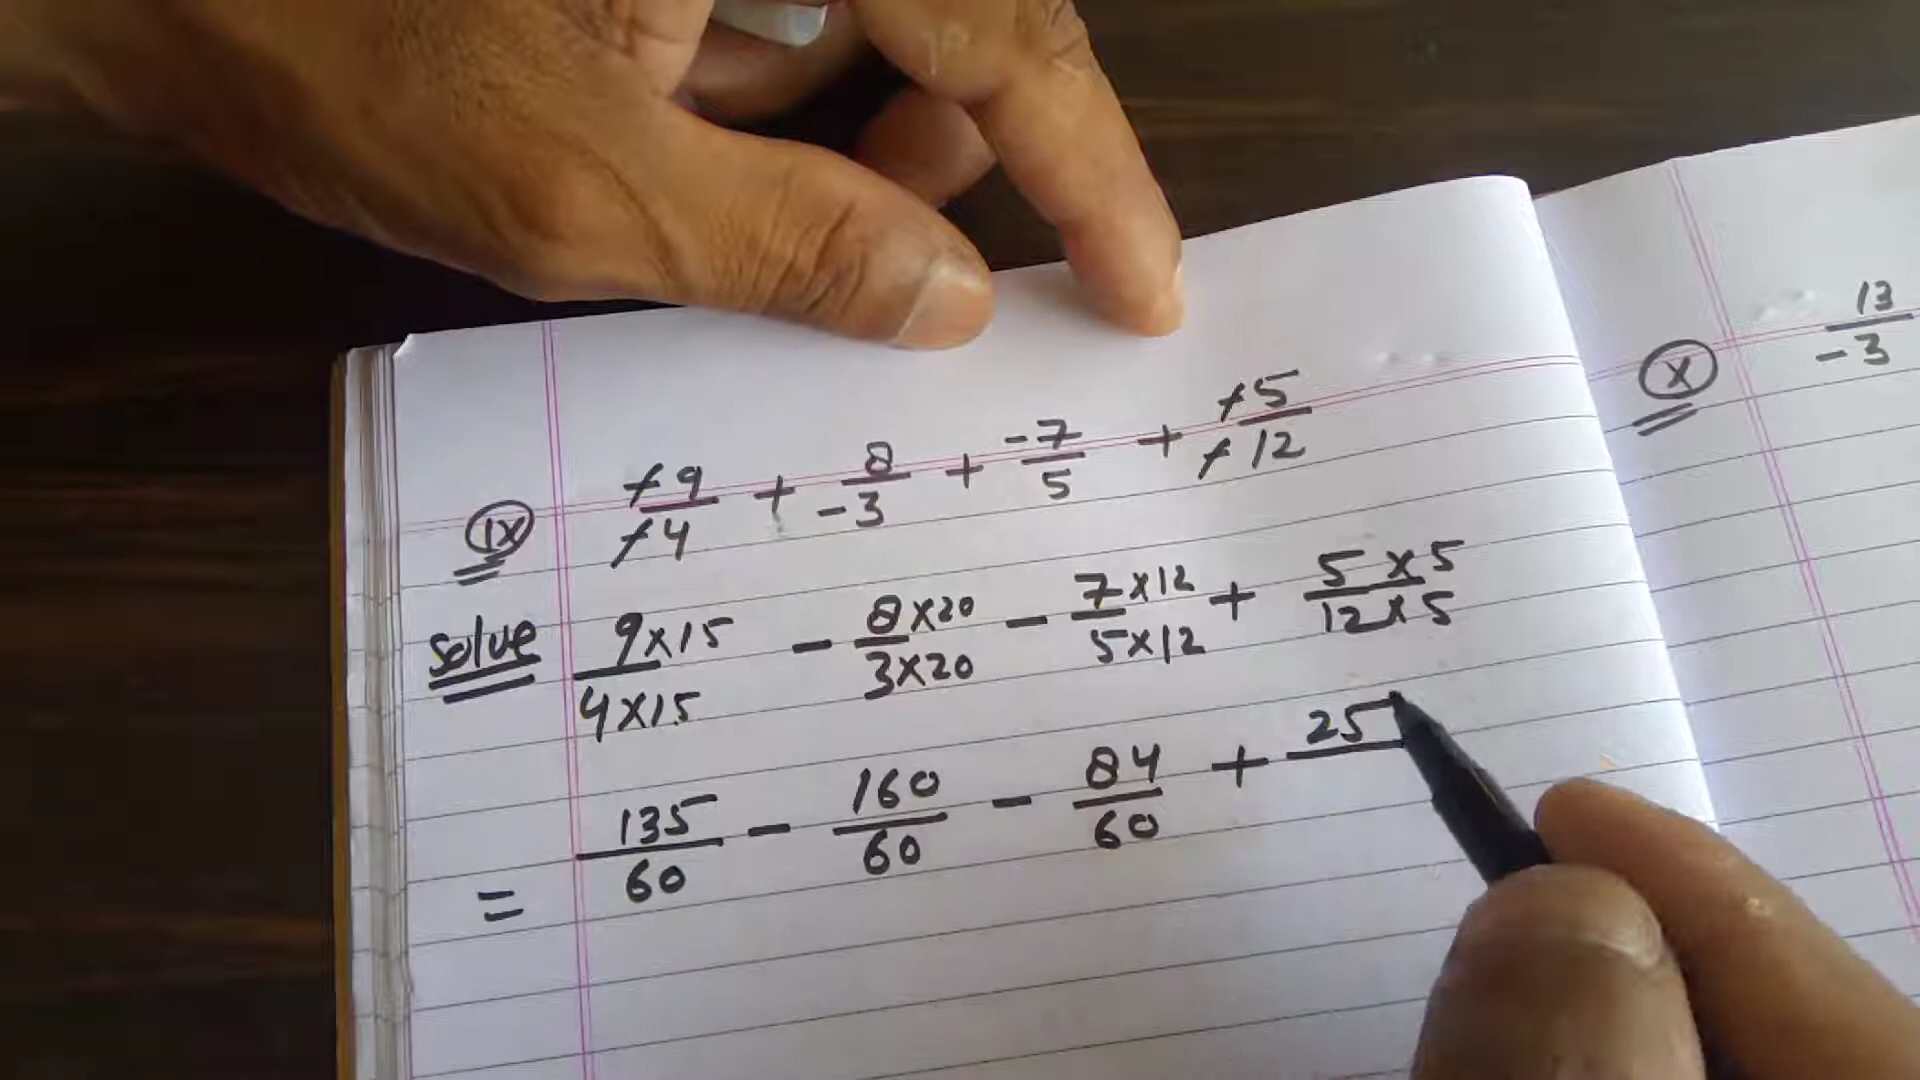 (ix) -9/-4 + 8/-3 + -7/5 + -5/-12
solve 9×15/4×15 - 8×20/3×20 - 7×12/5×12 + 5×5/12×5
= 135/60 - 160/60 - 84/60 + 25
(x) 13/-3